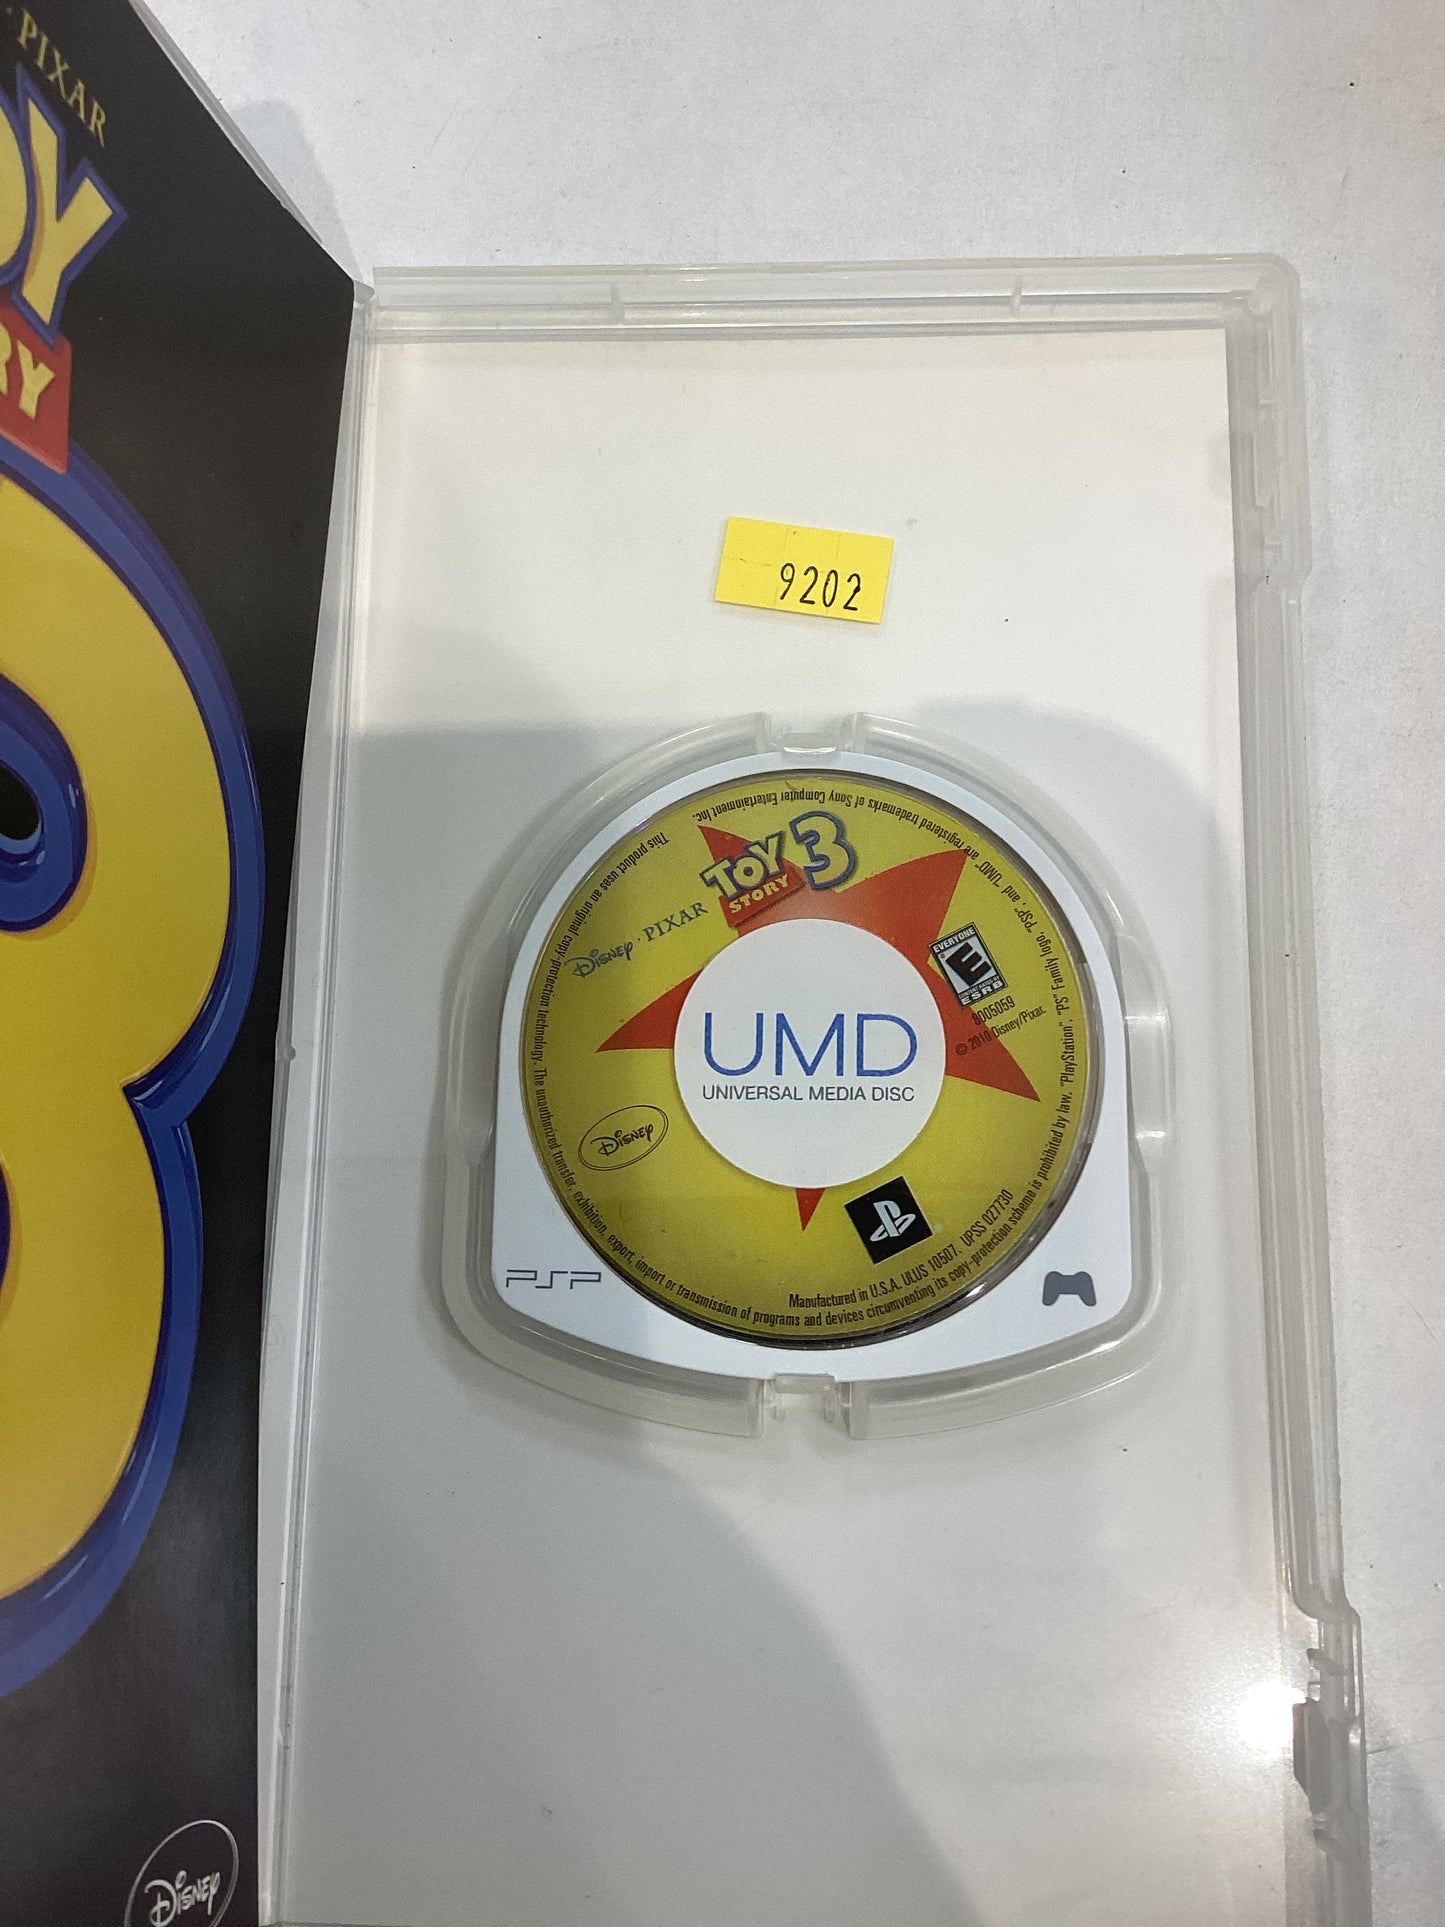 · PIXAR
OY
RY
DISNEY
9202
This product uses an original copy-protection technology. The unauthorized transfer, exhibition, export, import or transmission of programs and devices circumventing its copy-protection scheme is prohibited by law. "PlayStation", "PS" Family logo, "PSP", and "UMD" are registered trademarks of Sony Computer Entertainment Inc.
DISNEY · PIXAR
TOY
STORY
3
EVERYONE
E
ESRB
8005059
© 2010 Disney/Pixar.
UMD
UNIVERSAL MEDIA DISC
DISNEY
Manufactured in U.S.A. ULUS 10507. UPSS 027730
PSP